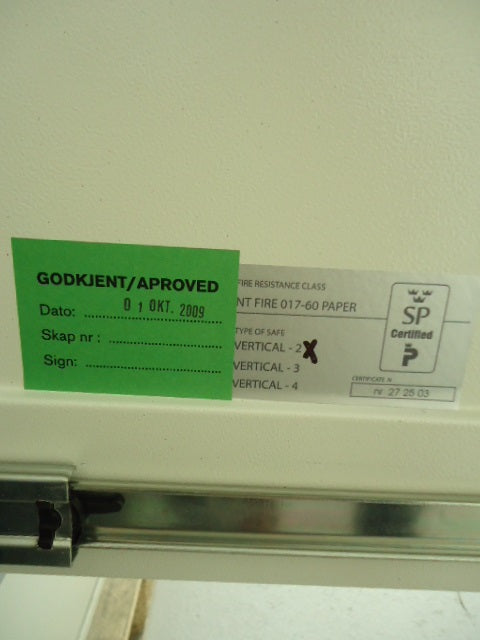 GODKJENT/APROVED
Dato: 0 1 OKT. 2009
Skap nr :
Sign:
FIRE RESISTANCE CLASS
NT FIRE 017-60 PAPER
TYPE OF SAFE
VERTICAL - 2 X
VERTICAL - 3
VERTICAL - 4
SP
Certified
P
CERTIFICATE N
nr 27 25 03